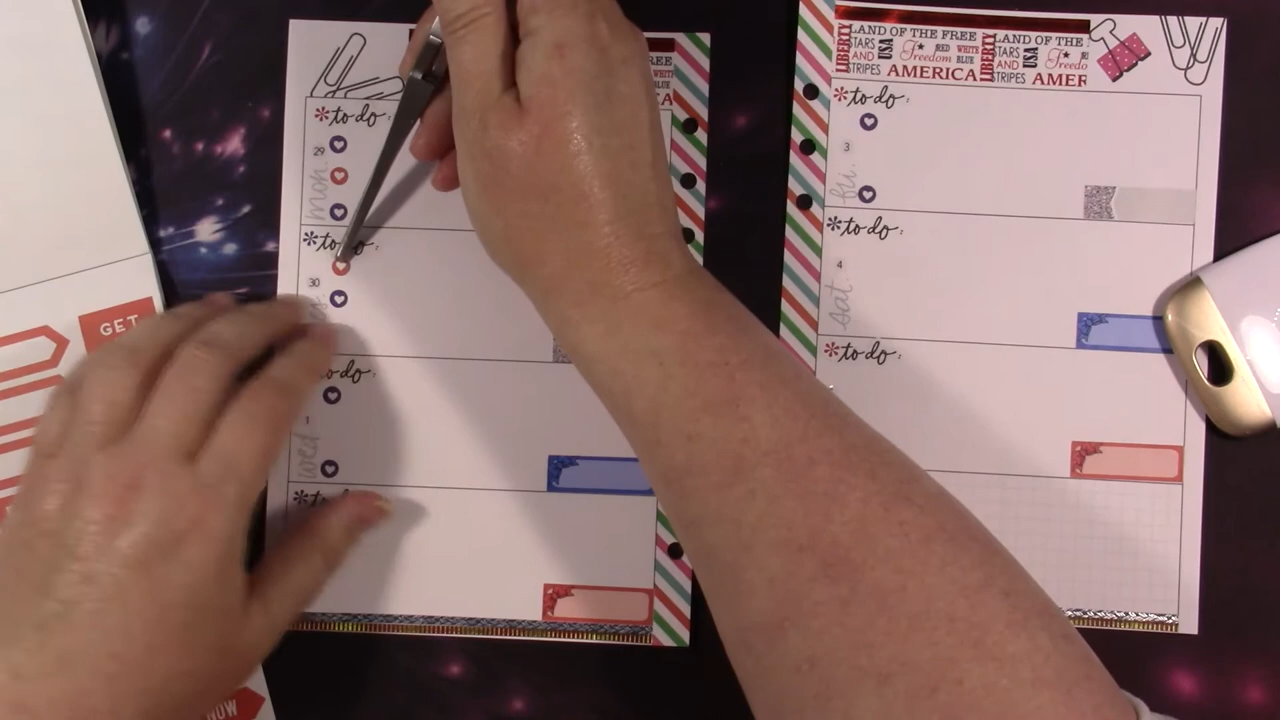 GET
NOW
*to do:
29
mon.
*to do:
30
to do:
1
wed.
*to
LAND OF THE FREE
LIBERTY
STARS
AND
STRIPES
USA
Freedom
RED
WHITE
BLUE
AMERICA
LAND OF THE
LIBERTY
STARS
AND
STRIPES
USA
AMER
*to do:
3
fri.
*to do:
4
sat.
*to do: